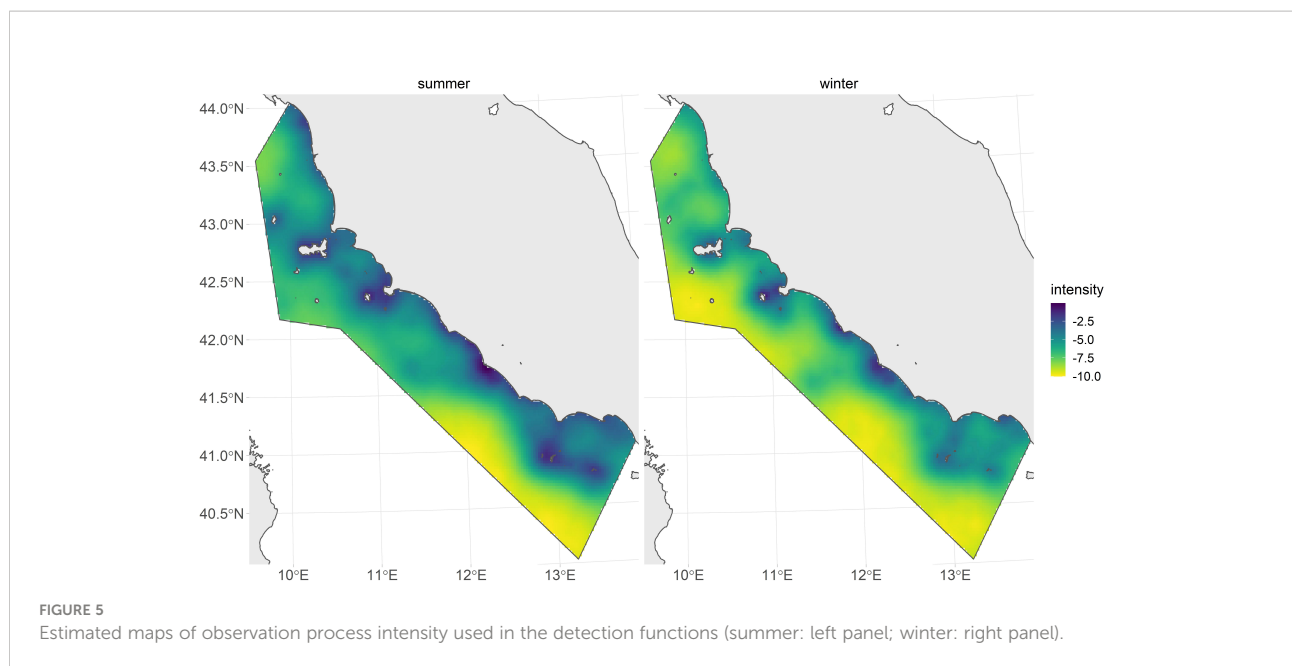 summer
winter
44.0°N
43.5°N
43.0°N
42.5°N
42.0°N
41.5°N
41.0°N
40.5°N
10°E
11°E
12°E
13°E
10°E
11°E
12°E
13°E
intensity
-2.5
-5.0
-7.5
-10.0
FIGURE 5
Estimated maps of observation process intensity used in the detection functions (summer: left panel; winter: right panel).